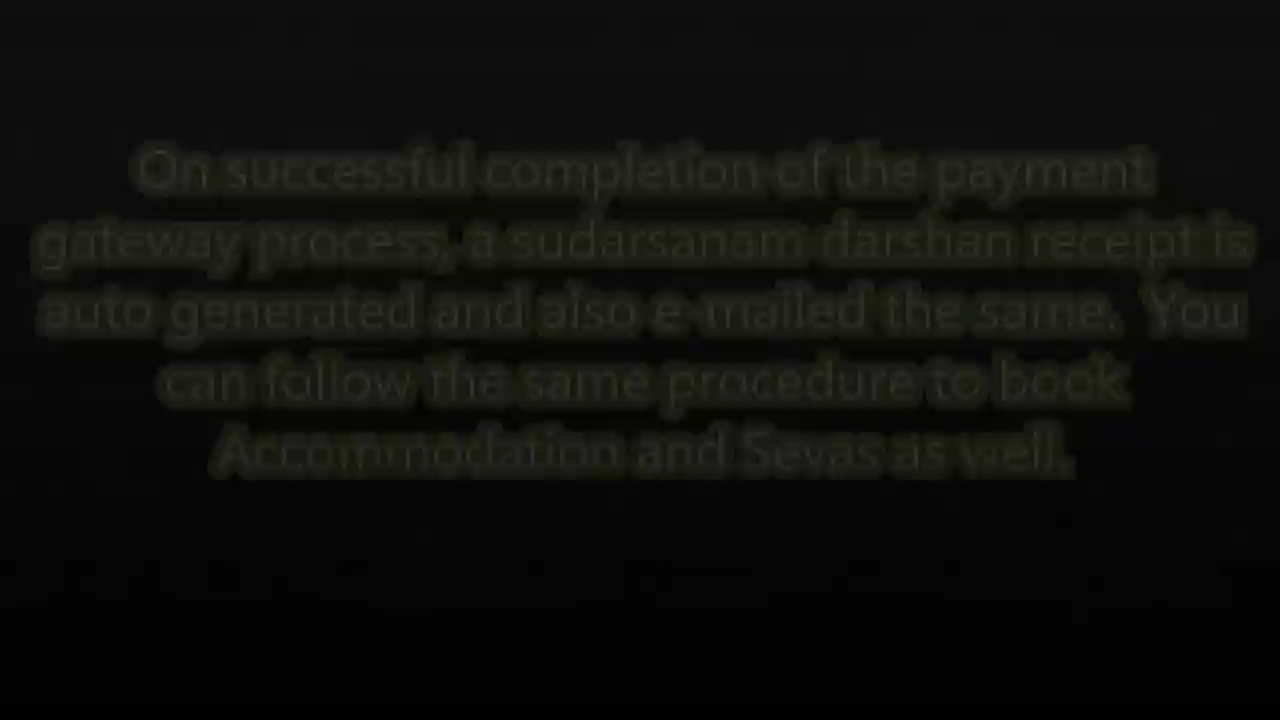 On successful completion of the payment
gateway process, a sudarsanam darshan receipt is
auto generated and also e-mailed the same.  You
can follow the same procedure to book
Accommodation and Sevas as well.